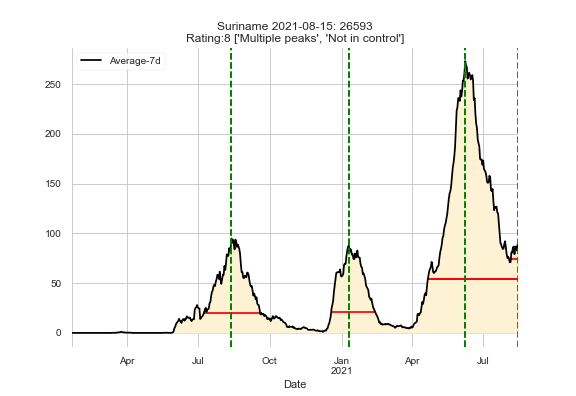 Suriname 2021-08-15: 26593
Rating:8 ['Multiple peaks', 'Not in control']
Average-7d
250
200
150
100
50
0
Apr Jul Oct Jan Apr Jul
2021
Date